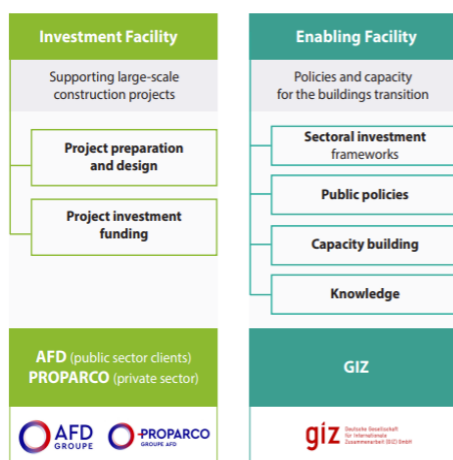 Investment Facility
Supporting large-scale
construction projects
Project preparation
and design
Project investment
funding
AFD (public sector clients)
PROPARCO (private sector)
AFD
GROUPE
PROPARCO
GROUPE AFD
Enabling Facility
Policies and capacity
for the buildings transition
Sectoral investment
frameworks
Public policies
Capacity building
Knowledge
GIZ
giz
Deutsche Gesellschaft
für Internationale
Zusammenarbeit (GIZ) GmbH